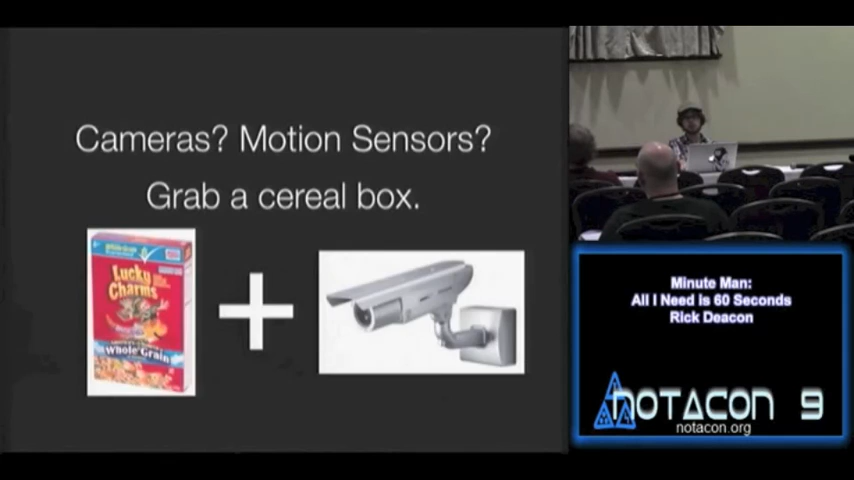 Cameras? Motion Sensors?
Grab a cereal box.
Lucky
Charms
Whole Grain
Minute Man:
All I Need is 60 Seconds
Rick Deacon
NOTACON 9
notacon.org